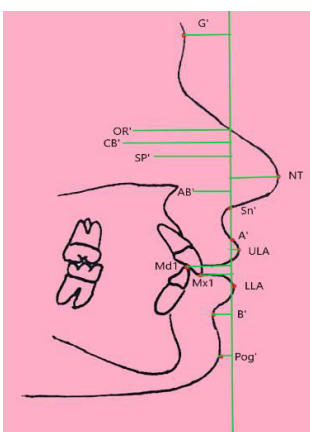 G'
OR'
CB'
SP'
NT
AB'
Sn'
A'
ULA
Md1
Mx1
LLA
B'
Pog'